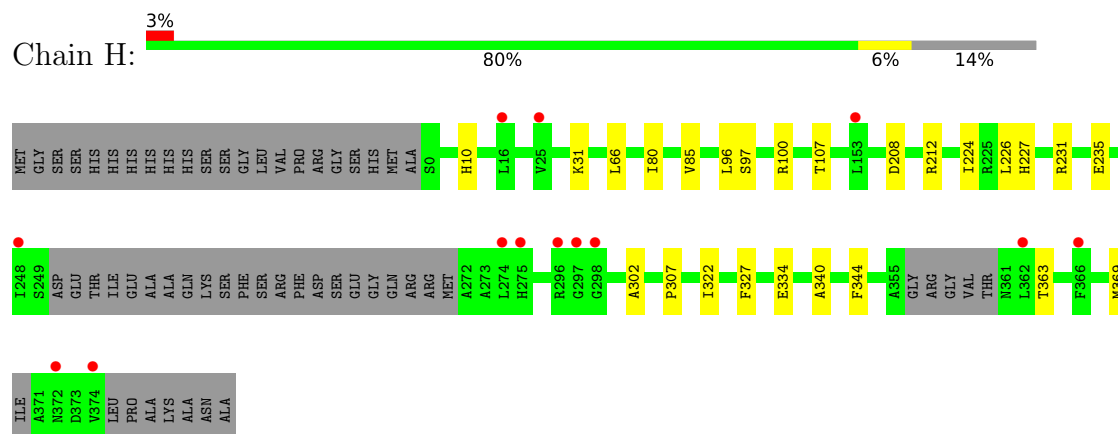 3%
Chain H:
80% 6% 14%
MET GLY SER SER HIS HIS HIS HIS HIS HIS SER SER GLY LEU VAL PRO ARG GLY SER HIS MET ALA S0 H10 L16 V25 K31 L66 I80 V85 L96 S97 R100 T107 L153 D208 R212 I224 R225 L226 H227 R231 E235
I248 S249 ASP GLU THR ILE GLU ALA ALA GLN LYS SER PHE SER ARG PHE ASP SER GLU GLY GLN ARG ARG MET A272 A273 L274 H275 R296 G297 G298 A302 P307 I322 F327 E334 A340 F344 A355 GLY ARG GLY VAL THR N361 L362 T363 F366 M369
ILE A371 N372 D373 V374 LEU PRO ALA LYS ALA ASN ALA